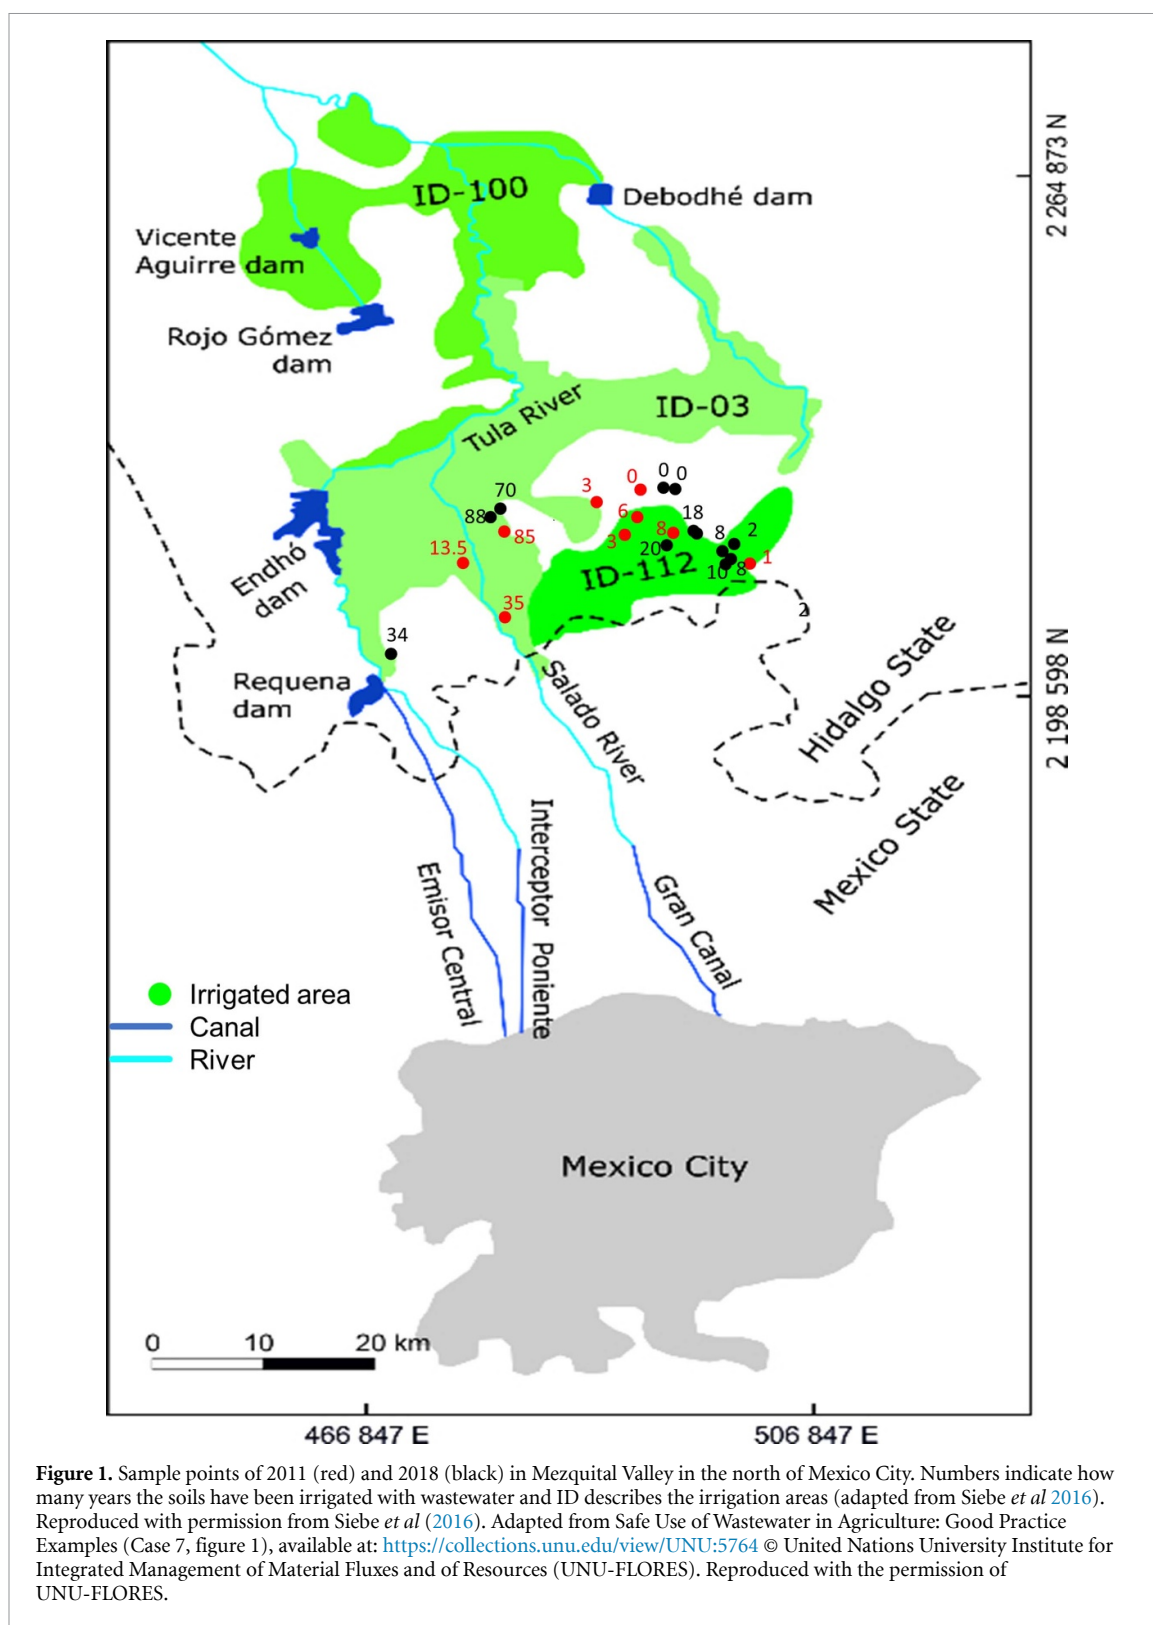 ID-100
Debodhé dam
2 264 873 N
Vicente
Aguirre dam
Rojo Gómez
dam
Tula River
ID-03
0
0 0
3
70
6
18
88
85
8
8
2
3
20
13.5
1
10
8
ID-112
Endhó
dam
35
2
34
Requena
dam
Salado River
Hidalgo State
2 198 598 N
Mexico State
Interceptor Poniente
Emisor Central
Gran Canal
Irrigated area
Canal
River
Mexico City
0 10 20 km
466 847 E
506 847 E
Figure 1. Sample points of 2011 (red) and 2018 (black) in Mezquital Valley in the north of Mexico City. Numbers indicate how
many years the soils have been irrigated with wastewater and ID describes the irrigation areas (adapted from Siebe et al 2016).
Reproduced with permission from Siebe et al (2016). Adapted from Safe Use of Wastewater in Agriculture: Good Practice
Examples (Case 7, figure 1), available at: https://collections.unu.edu/view/UNU:5764 © United Nations University Institute for
Integrated Management of Material Fluxes and of Resources (UNU-FLORES). Reproduced with the permission of
UNU-FLORES.